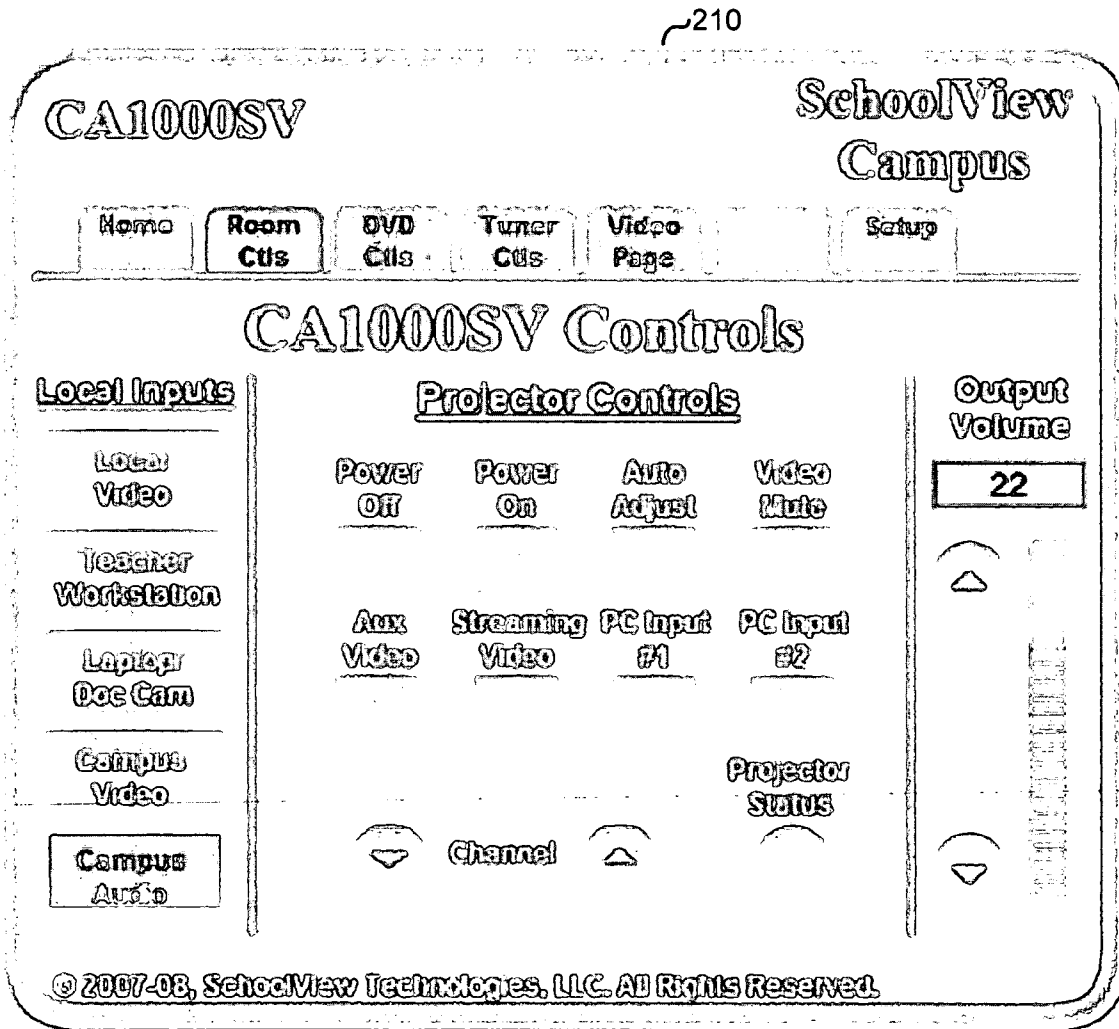 210
CA1000SV
SchoolView
Campus
Home
Room
Ctls
DVD
Ctls
Tuner
Ctls
Video
Page
Setup
CA1000SV Controls
Local Inputs
Local
Video
Teacher
Workstation
Laptop/
Doc Cam
Campus
Video
Campus
Audio
Projector Controls
Power
Off
Power
On
Auto
Adjust
Video
Mute
Aux
Video
Streaming
Video
PC Input
#1
PC Input
#2
Projector
Status
Channel
Output
Volume
22
© 2007-08, SchoolView Technologies, LLC. All Rights Reserved.